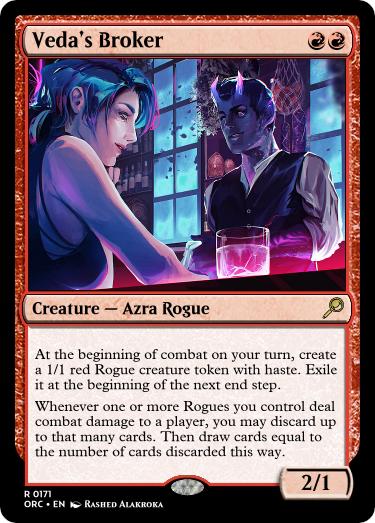 Veda's Broker
Creature — Azra Rogue
At the beginning of combat on your turn, create
a 1/1 red Rogue creature token with haste. Exile
it at the beginning of the next end step.
Whenever one or more Rogues you control deal
combat damage to a player, you may discard up
to that many cards. Then draw cards equal to
the number of cards discarded this way.
2/1
R 0171
ORC • EN Rashed Alakroka